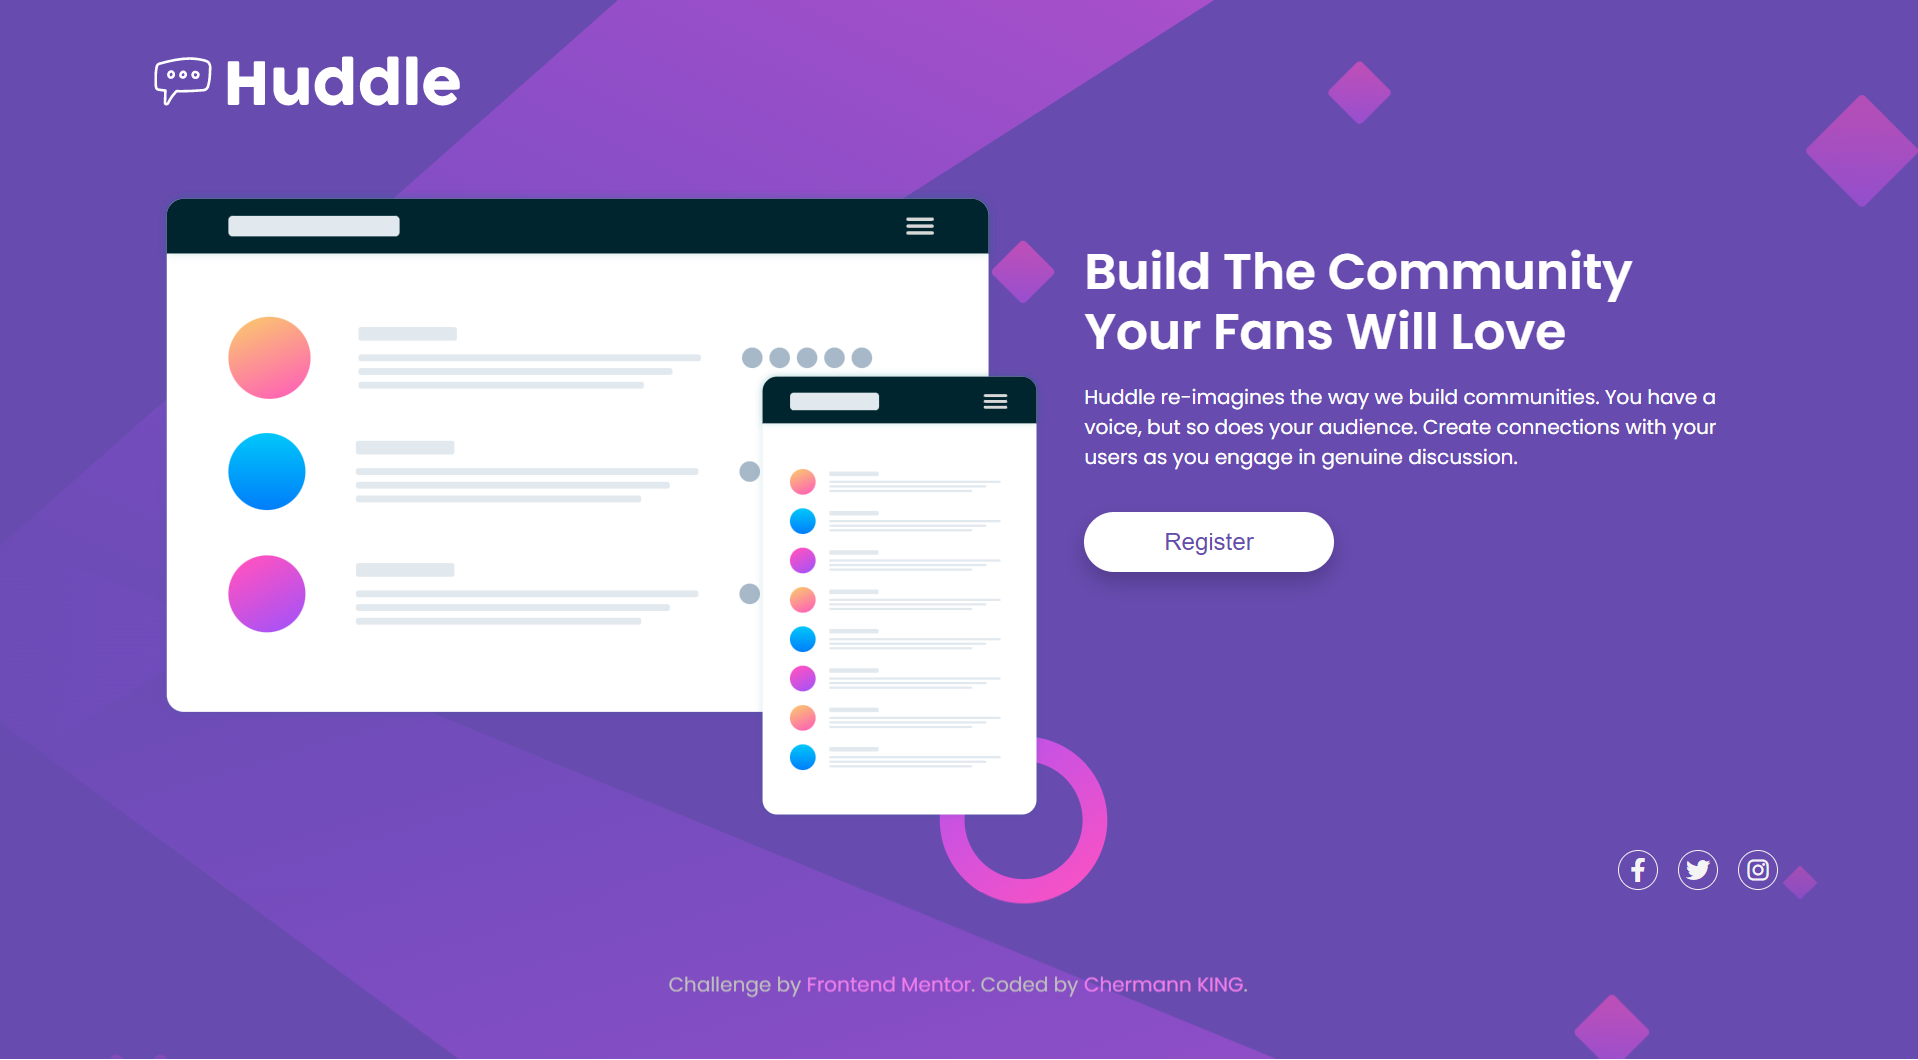 Huddle
Build The Community
Your Fans Will Love
Huddle re-imagines the way we build communities. You have a
voice, but so does your audience. Create connections with your
users as you engage in genuine discussion.
Register
Challenge by Frontend Mentor. Coded by Chermann KING.